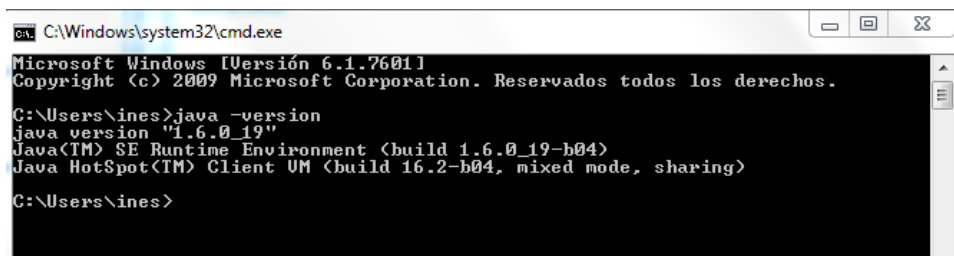 C:\Windows\system32\cmd.exe
Microsoft Windows [Versión 6.1.7601]
Copyright (c) 2009 Microsoft Corporation. Reservados todos los derechos.
C:\Users\ines>java -version
java version "1.6.0_19"
Java(TM) SE Runtime Environment (build 1.6.0_19-b04)
Java HotSpot(TM) Client VM (build 16.2-b04, mixed mode, sharing)
C:\Users\ines>